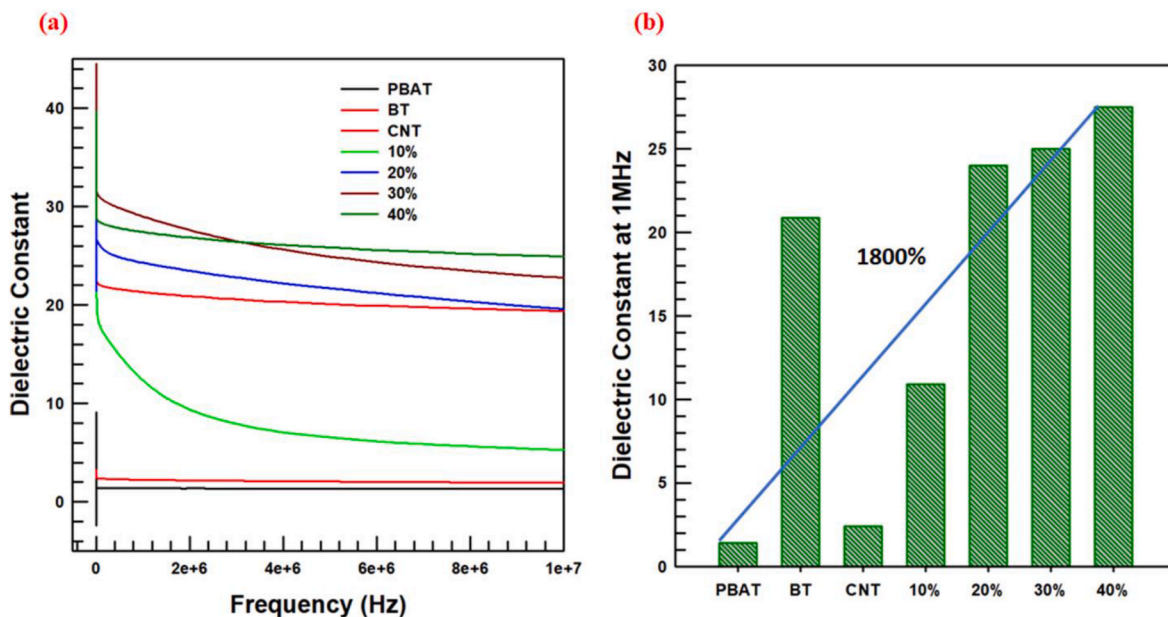 (a)
Dielectric Constant
40
30
20
10
0
PBAT
BT
CNT
10%
20%
30%
40%
0 2e+6 4e+6 6e+6 8e+6 1e+7
Frequency (Hz)
(b)
Dielectric Constant at 1MHz
30
25
20
15
10
5
0
1800%
PBAT BT CNT 10% 20% 30% 40%